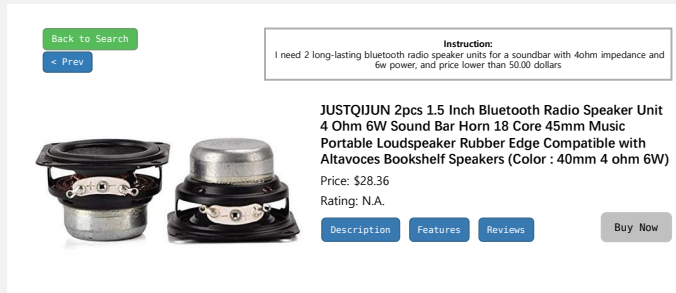 Back to Search
Instruction:
I need 2 long-lasting bluetooth radio speaker units for a soundbar with 4ohm impedance and
6w power, and price lower than 50.00 dollars
< Prev
JUSTQIJUN 2pcs 1.5 Inch Bluetooth Radio Speaker Unit
4 Ohm 6W Sound Bar Horn 18 Core 45mm Music
Portable Loudspeaker Rubber Edge Compatible with
Altavoces Bookshelf Speakers (Color : 40mm 4 ohm 6W)
Price: $28.36
Rating: N.A.
Description Features Reviews Buy Now